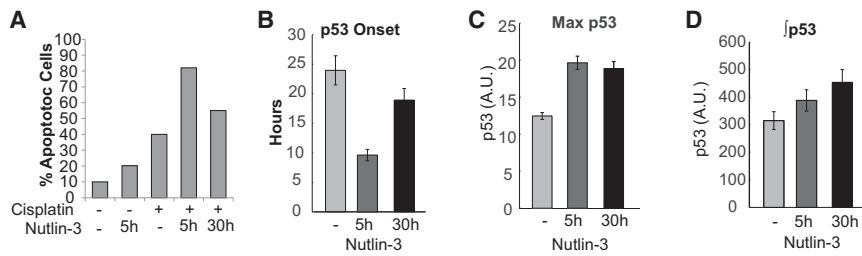 A
% Apoptotoc Cells
100
90
80
70
60
50
40
30
20
10
0
Cisplatin - - + + +
Nutlin-3 - 5h - 5h 30h
B
p53 Onset
Hours
30
25
20
15
10
5
0
- 5h 30h
Nutlin-3
C
Max p53
p53 (A.U.)
25
20
15
10
5
0
- 5h 30h
Nutlin-3
D
∫p53
p53 (A.U.)
600
500
400
300
200
100
0
- 5h 30h
Nutlin-3